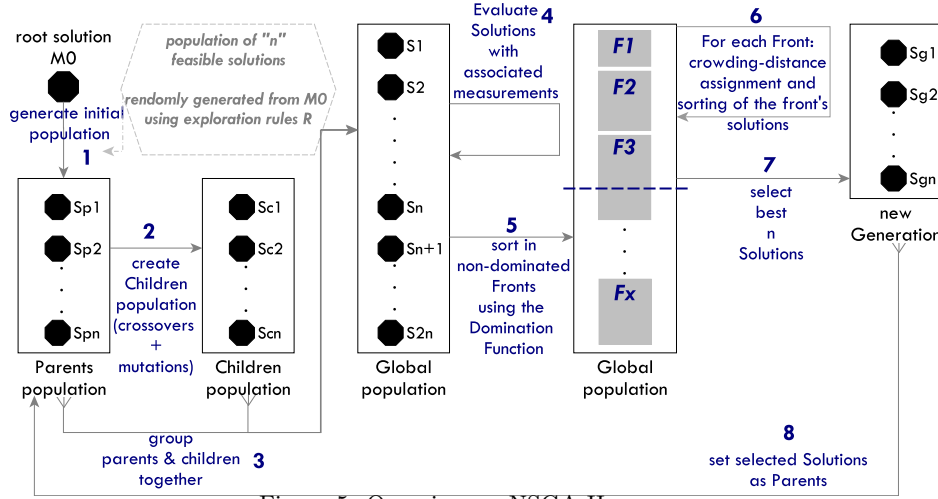 root solution
M0
generate initial
population
1
population of "n"
feasible solutions
randomly generated from M0
using exploration rules R
Sp1
Sp2
Spn
Parents
population
2
create
Children
population
(crossovers
+
mutations)
Sc1
Sc2
Scn
Children
population
group
parents & children
together
3
S1
S2
Sn
Sn+1
S2n
Global
population
Evaluate
Solutions
with
associated
measurements
4
5
sort in
non-dominated
Fronts
using the
Domination
Function
F1
F2
F3
Fx
Global
population
6
For each Front:
crowding-distance
assignment and
sorting of the front's
solutions
7
select
best
n
Solutions
Sg1
Sg2
Sgn
new
Generation
8
set selected Solutions
as Parents